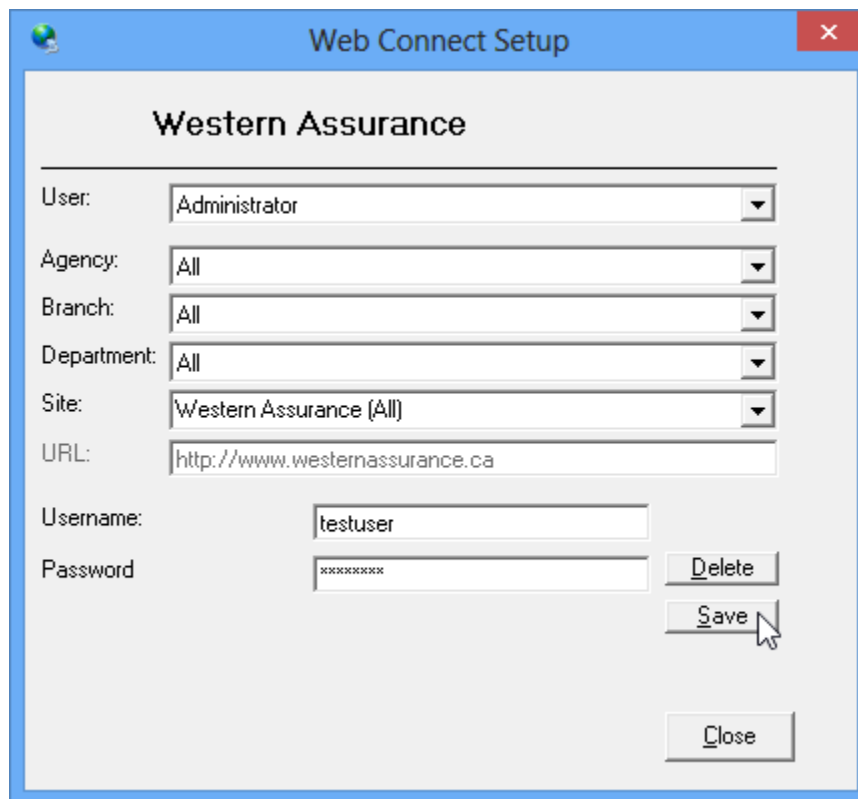 Web Connect Setup
Western Assurance
User: Administrator
Agency: All
Branch: All
Department: All
Site: Western Assurance (All)
URL: http://www.westernassurance.ca
Username: testuser
Password ********
Delete
Save
Close